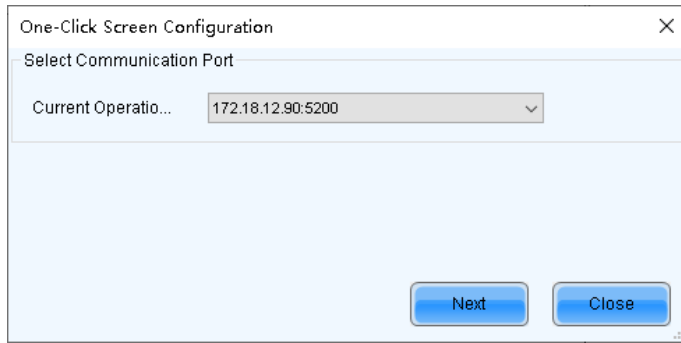 One-Click Screen Configuration
Select Communication Port
Current Operatio... 172.18.12.90:5200
Next Close